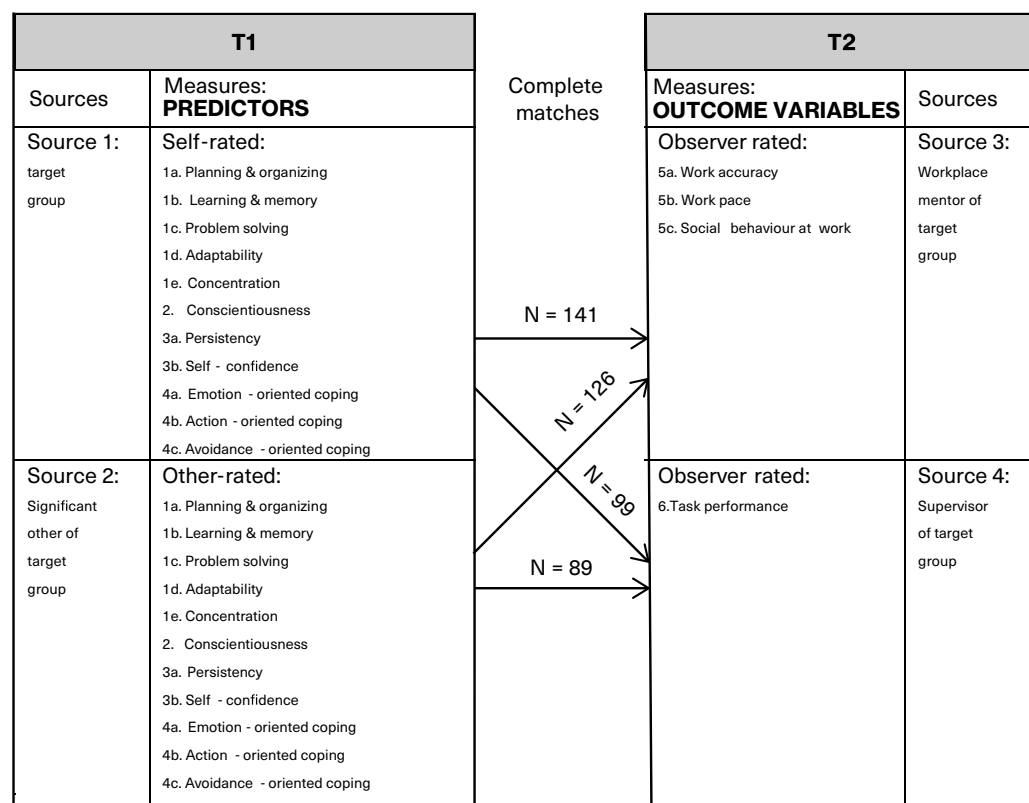 T1
Sources
Measures:
PREDICTORS
Source 1:
target
group
Self-rated:
1a. Planning & organizing
1b. Learning & memory
1c. Problem solving
1d. Adaptability
1e. Concentration
2. Conscientiousness
3a. Persistency
3b. Self - confidence
4a. Emotion - oriented coping
4b. Action - oriented coping
4c. Avoidance - oriented coping
Source 2:
Significant
other of
target
group
Other-rated:
1a. Planning & organizing
1b. Learning & memory
1c. Problem solving
1d. Adaptability
1e. Concentration
2. Conscientiousness
3a. Persistency
3b. Self - confidence
4a. Emotion - oriented coping
4b. Action - oriented coping
4c. Avoidance - oriented coping
Complete
matches
N = 141
N = 126
N = 99
N = 89
T2
Measures:
OUTCOME VARIABLES
Sources
Observer rated:
5a. Work accuracy
5b. Work pace
5c. Social behaviour at work
Source 3:
Workplace
mentor of
target
group
Observer rated:
6.Task performance
Source 4:
Supervisor
of target
group